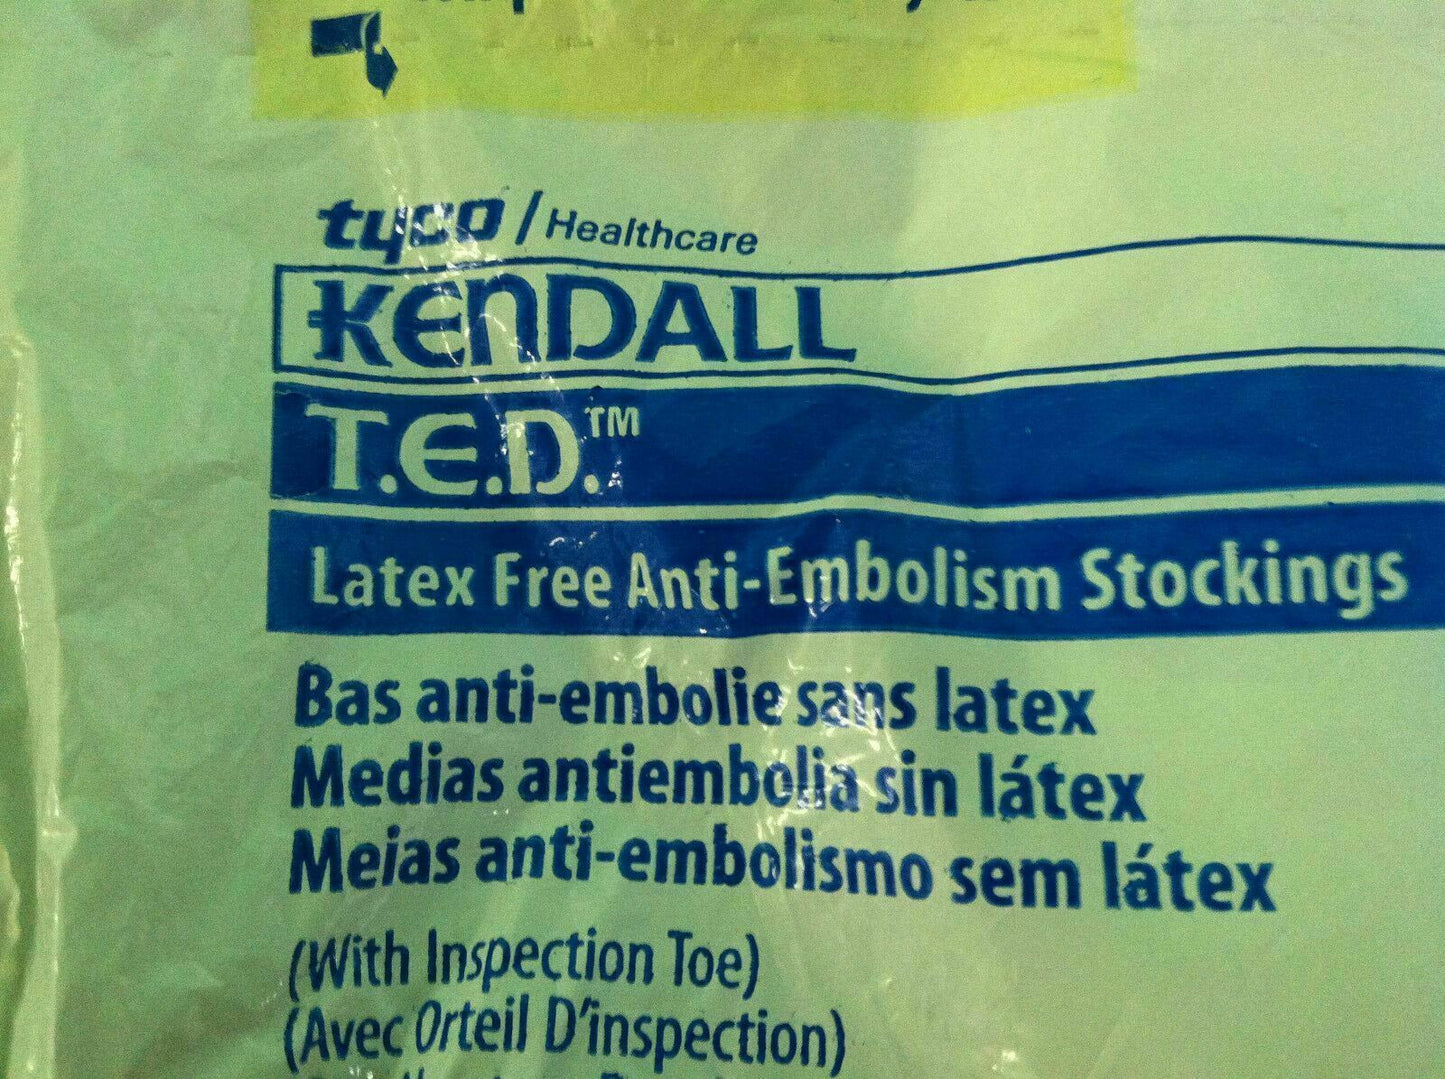 tyco / Healthcare
KENDALL
T.E.D.™
Latex Free Anti-Embolism Stockings
Bas anti-embolie sans latex
Medias antiembolia sin látex
Meias anti-embolismo sem látex
(With Inspection Toe)
(Avec Orteil D'inspection)